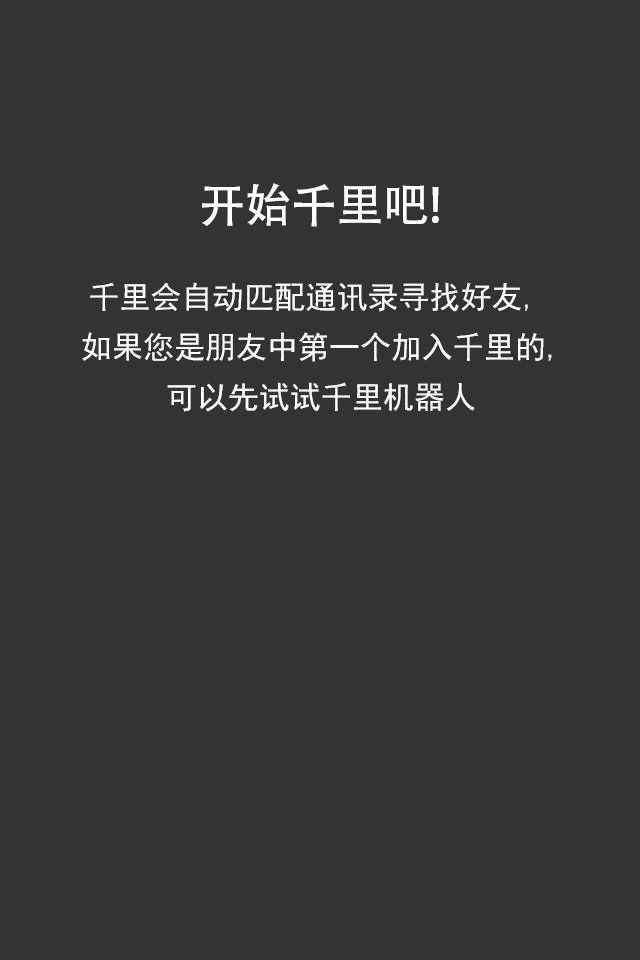 开始千里吧!
千里会自动匹配通讯录寻找好友,
如果您是朋友中第一个加入千里的,
可以先试试千里机器人